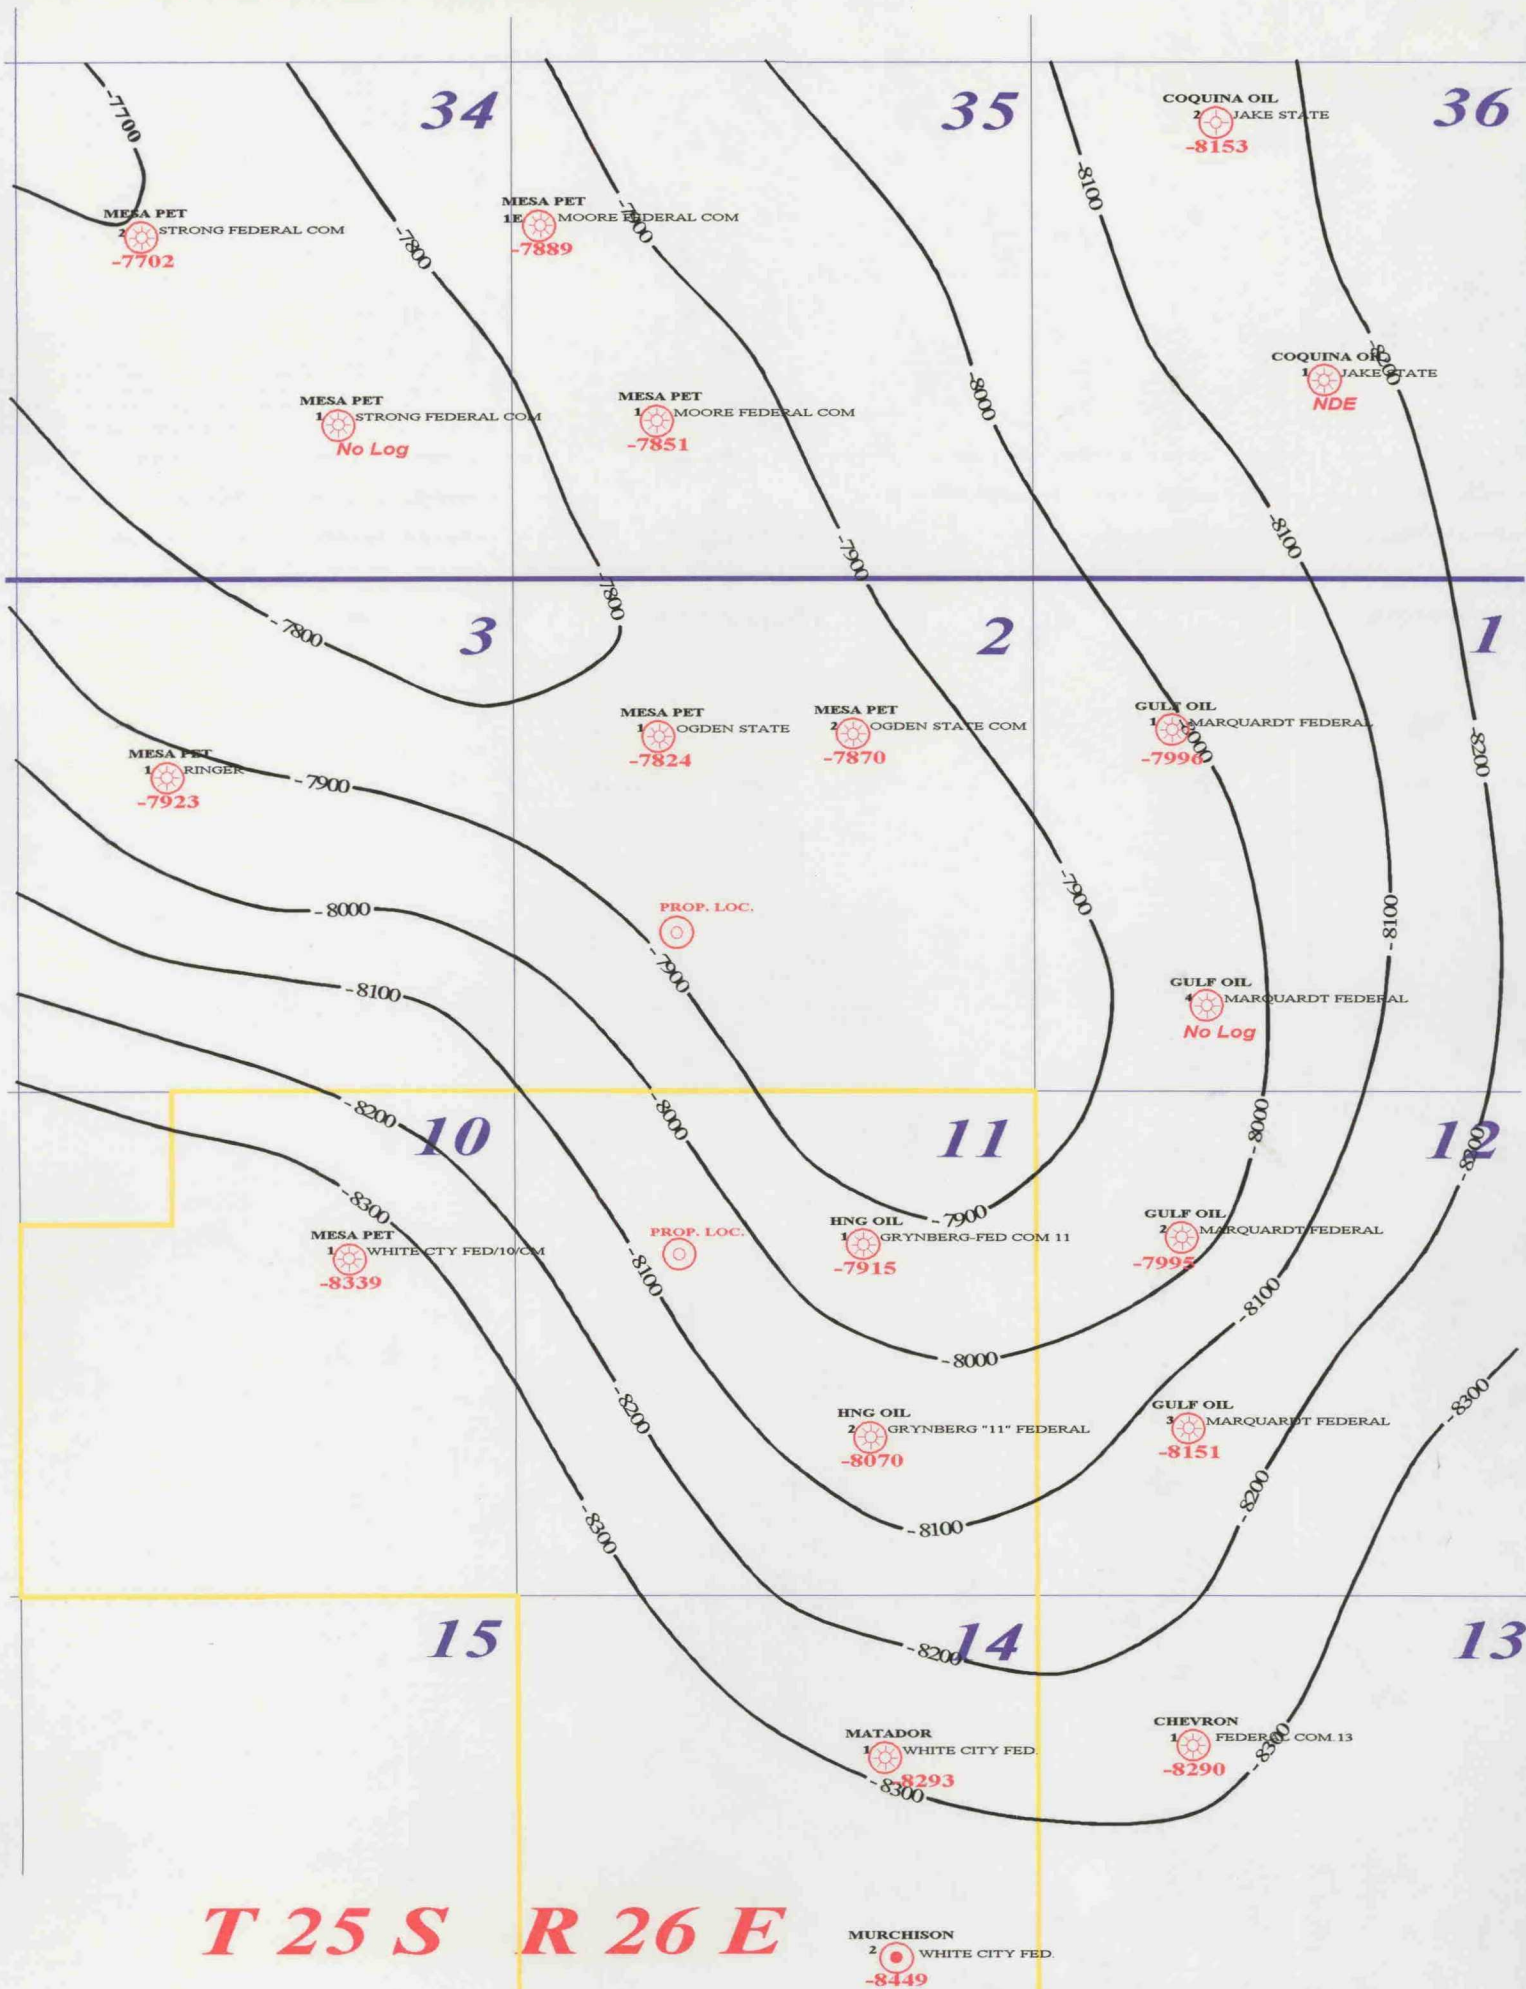 34
35
36
-7700
COQUINA OIL
2 JAKE STATE
-8153
-8100
MESA PET
2 STRONG FEDERAL COM
-7702
MESA PET
1E MOORE FEDERAL COM
-7889
-7900
-7800
-8000
-8200
COQUINA OIL
1 JAKE STATE
NDE
MESA PET
1 STRONG FEDERAL COM
No Log
MESA PET
1 MOORE FEDERAL COM
-7851
-7900
-8100
-7800
-7800
3
2
1
MESA PET
1 OGDEN STATE
-7824
MESA PET
2 OGDEN STATE COM
-7870
GULF OIL
1 MARQUARDT FEDERAL
-7996
-8000
-8200
MESA PET
1 RINGER
-7923
-7900
-7900
-8000
PROP. LOC.
-8100
-7900
-8100
GULF OIL
4 MARQUARDT FEDERAL
No Log
-8200
10
-8000
11
-8000
12
-8200
-8300
-7900
MESA PET
1 WHITE CTY FED/10/CM
-8339
PROP. LOC.
HNG OIL
1 GRYNBERG-FED COM 11
-7915
GULF OIL
2 MARQUARDT FEDERAL
-7995
-8100
-8100
-8000
-8200
HNG OIL
2 GRYNBERG "11" FEDERAL
-8070
GULF OIL
3 MARQUARDT FEDERAL
-8151
-8300
-8200
-8300
-8100
15
14
13
-8200
MATADOR
1 WHITE CITY FED.
-8293
-8300
CHEVRON
1 FEDERAL COM.13
-8290
-8300
T 25 S R 26 E
MURCHISON
2 WHITE CITY FED.
-8449